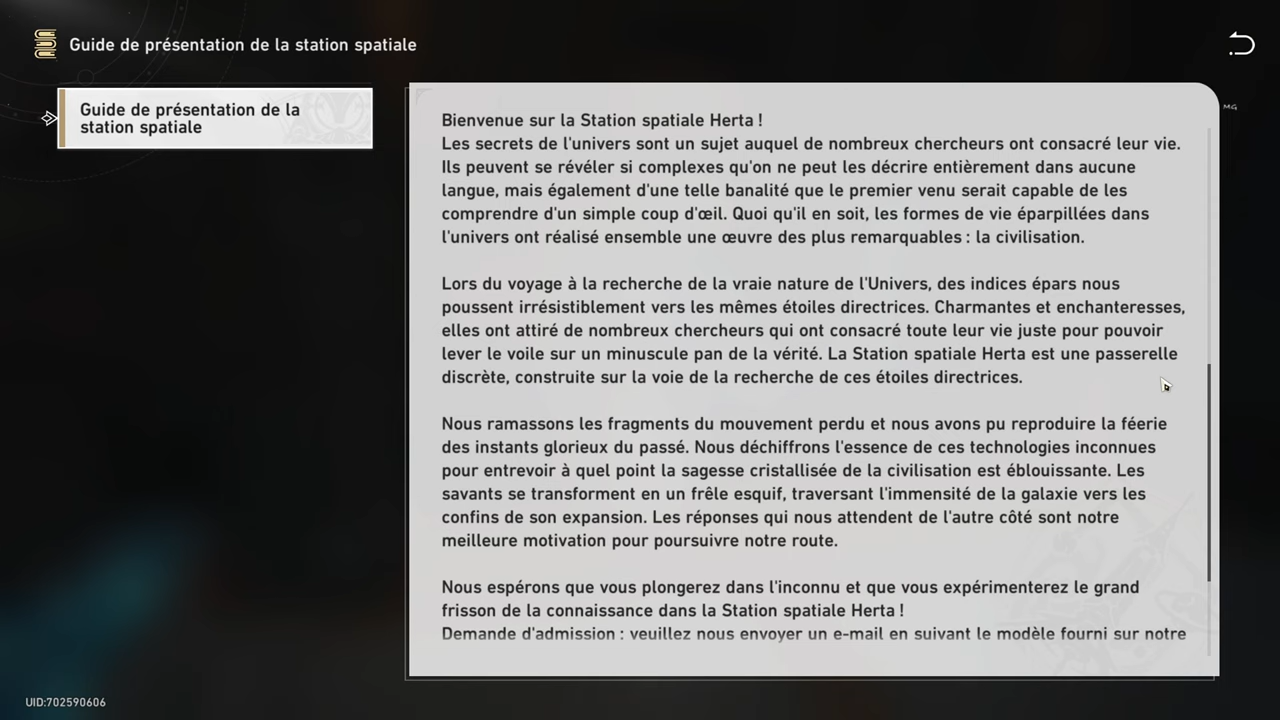 Guide de présentation de la station spatiale
Guide de présentation de la
station spatiale
MG
Bienvenue sur la Station spatiale Herta !
Les secrets de l'univers sont un sujet auquel de nombreux chercheurs ont consacré leur vie.
Ils peuvent se révéler si complexes qu'on ne peut les décrire entièrement dans aucune
langue, mais également d'une telle banalité que le premier venu serait capable de les
comprendre d'un simple coup d'œil. Quoi qu'il en soit, les formes de vie éparpillées dans
l'univers ont réalisé ensemble une œuvre des plus remarquables : la civilisation.
Lors du voyage à la recherche de la vraie nature de l'Univers, des indices épars nous
poussent irrésistiblement vers les mêmes étoiles directrices. Charmantes et enchanteresses,
elles ont attiré de nombreux chercheurs qui ont consacré toute leur vie juste pour pouvoir
lever le voile sur un minuscule pan de la vérité. La Station spatiale Herta est une passerelle
discrète, construite sur la voie de la recherche de ces étoiles directrices.
Nous ramassons les fragments du mouvement perdu et nous avons pu reproduire la féerie
des instants glorieux du passé. Nous déchiffrons l'essence de ces technologies inconnues
pour entrevoir à quel point la sagesse cristallisée de la civilisation est éblouissante. Les
savants se transforment en un frêle esquif, traversant l'immensité de la galaxie vers les
confins de son expansion. Les réponses qui nous attendent de l'autre côté sont notre
meilleure motivation pour poursuivre notre route.
Nous espérons que vous plongerez dans l'inconnu et que vous expérimenterez le grand
frisson de la connaissance dans la Station spatiale Herta !
Demande d'admission : veuillez nous envoyer un e-mail en suivant le modèle fourni sur notre
UID:702590606